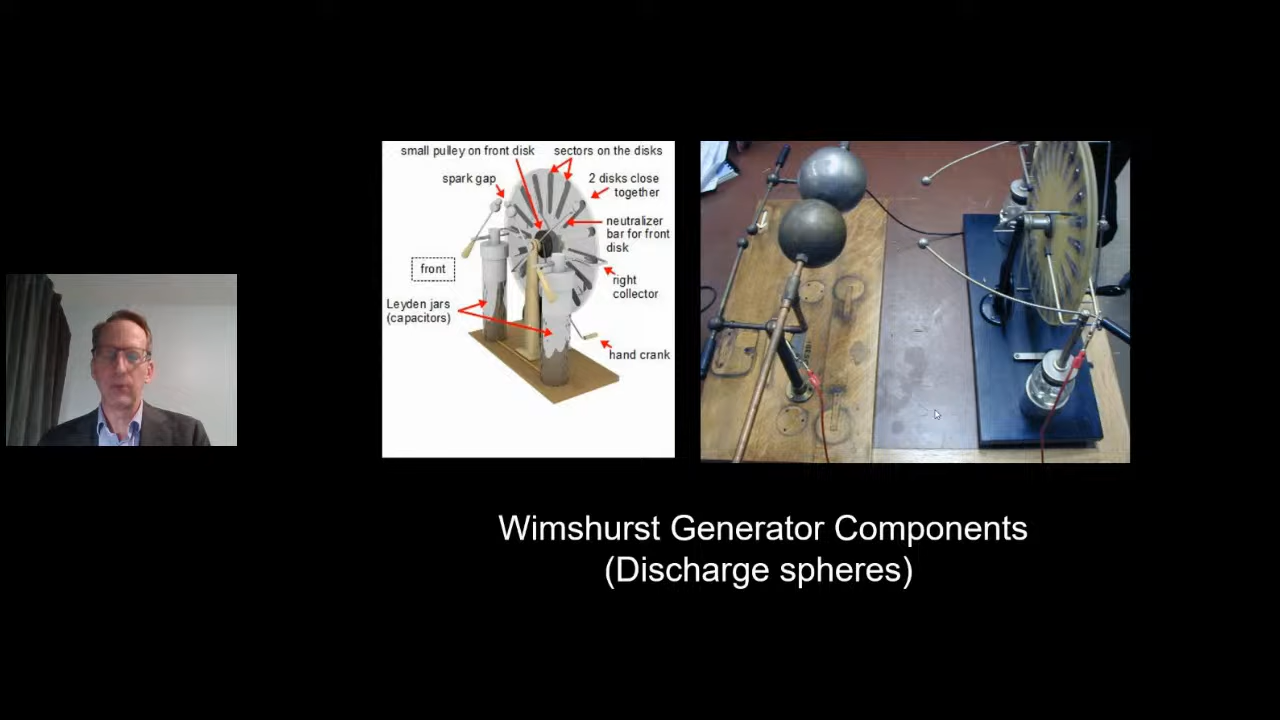 small pulley on front disk
sectors on the disks
spark gap
2 disks close
together
neutralizer
bar for front
disk
front
right
collector
Leyden jars
(capacitors)
hand crank
Wimshurst Generator Components
(Discharge spheres)